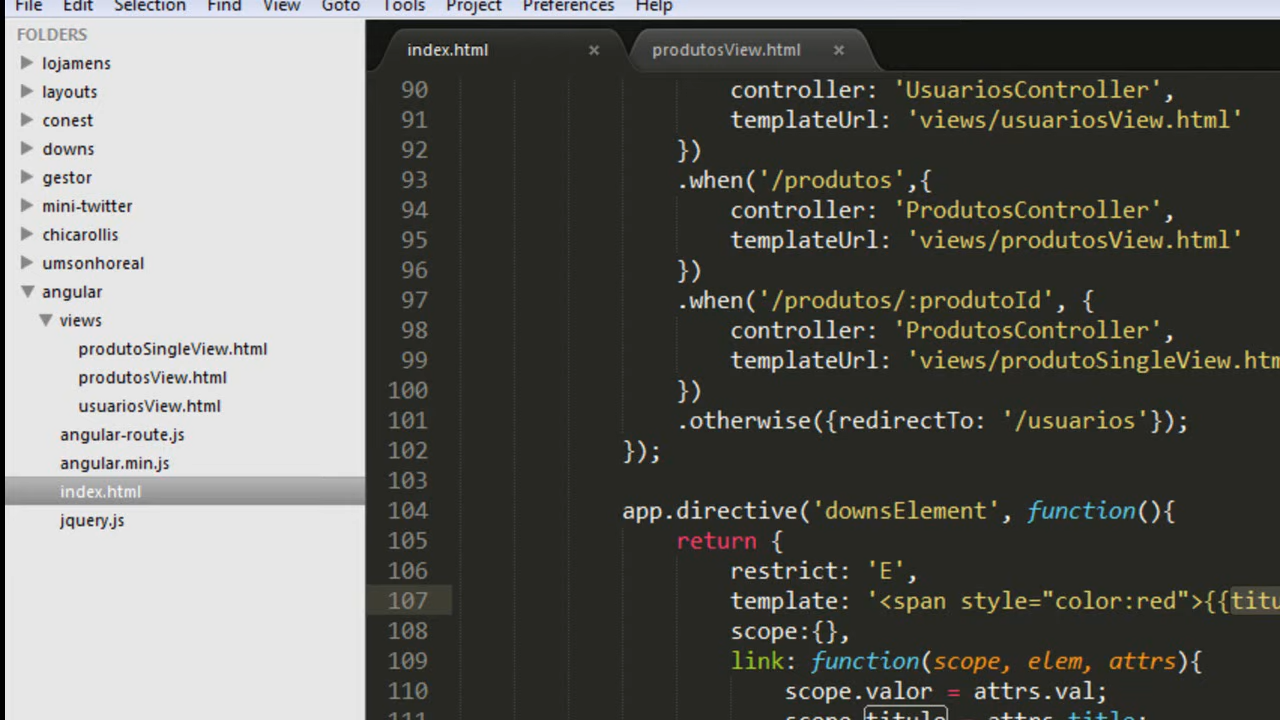 File Edit Selection Find View Goto Tools Project Preferences Help
FOLDERS
lojamens
layouts
conest
downs
gestor
mini-twitter
chicarollis
umsonhoreal
angular
views
produtoSingleView.html
produtosView.html
usuariosView.html
angular-route.js
angular.min.js
index.html
jquery.js
index.html × produtosView.html ×
90 controller: 'UsuariosController',
91 templateUrl: 'views/usuariosView.html'
92 })
93 .when('/produtos',{
94 controller: 'ProdutosController',
95 templateUrl: 'views/produtosView.html'
96 })
97 .when('/produtos/:produtoId', {
98 controller: 'ProdutosController',
99 templateUrl: 'views/produtoSingleView.htm
100 })
101 .otherwise({redirectTo: '/usuarios'});
102 });
103
104 app.directive('downsElement', function(){
105 return {
106 restrict: 'E',
107 template: '<span style="color:red">{{titu
108 scope:{},
109 link: function(scope, elem, attrs){
110 scope.valor = attrs.val;
111 scope.titulo = attrs.title;